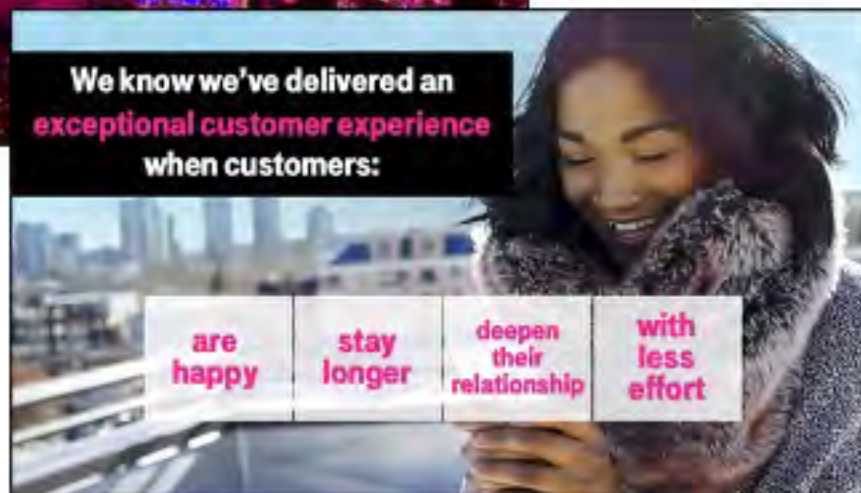 We know we've delivered an
exceptional customer experience
when customers:
are
happy
stay
longer
deepen
their
relationship
with
less
effort